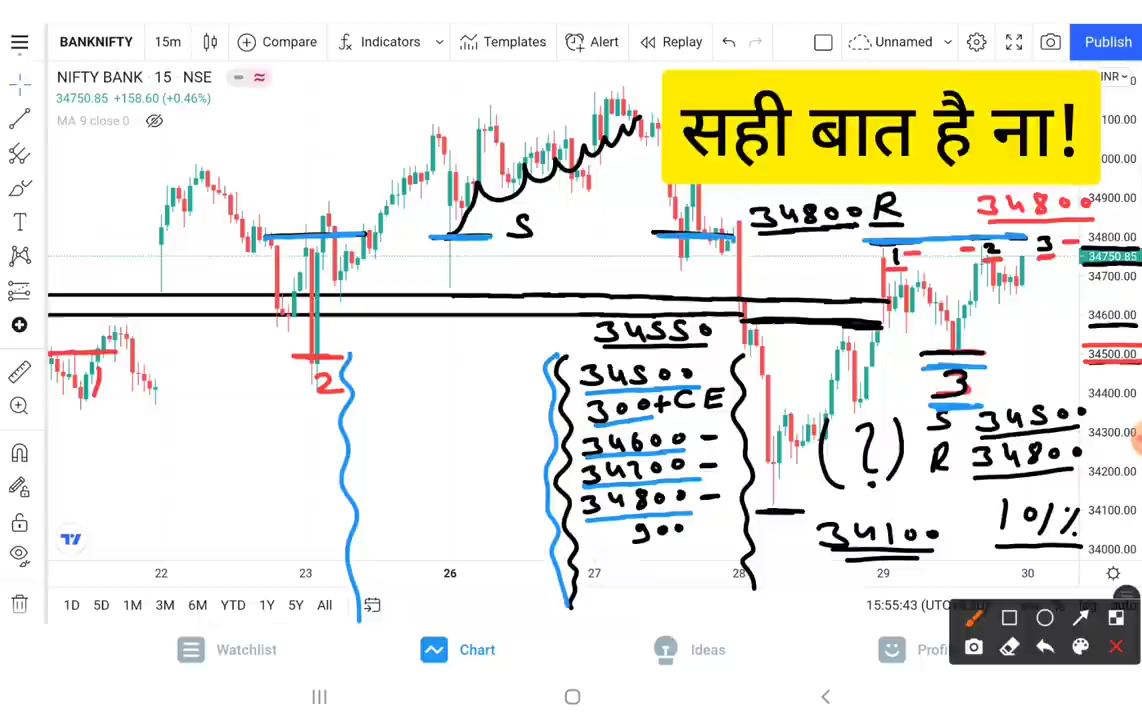 BANKNIFTY 15m Compare Indicators Templates Alert Replay Unnamed Publish
NIFTY BANK · 15 · NSE
34750.85 +158.60 (+0.46%)
MA 9 close 0
INR
सही बात है ना!
34900.00
34800 R
34800
S
34800.00
1 2 3
34750.85
34700.00
34600.00
34550
34500.00
34500
300+CE
34600 -
34700 -
34800 -
900
1
2
3
34400.00
S 34500
R 34800
(?)
34300.00
34200.00
34100.00
34100
101%
34000.00
22 23 26 27 28 29 30
1D 5D 1M 3M 6M YTD 1Y 5Y All
15:55:43
Watchlist Chart Ideas